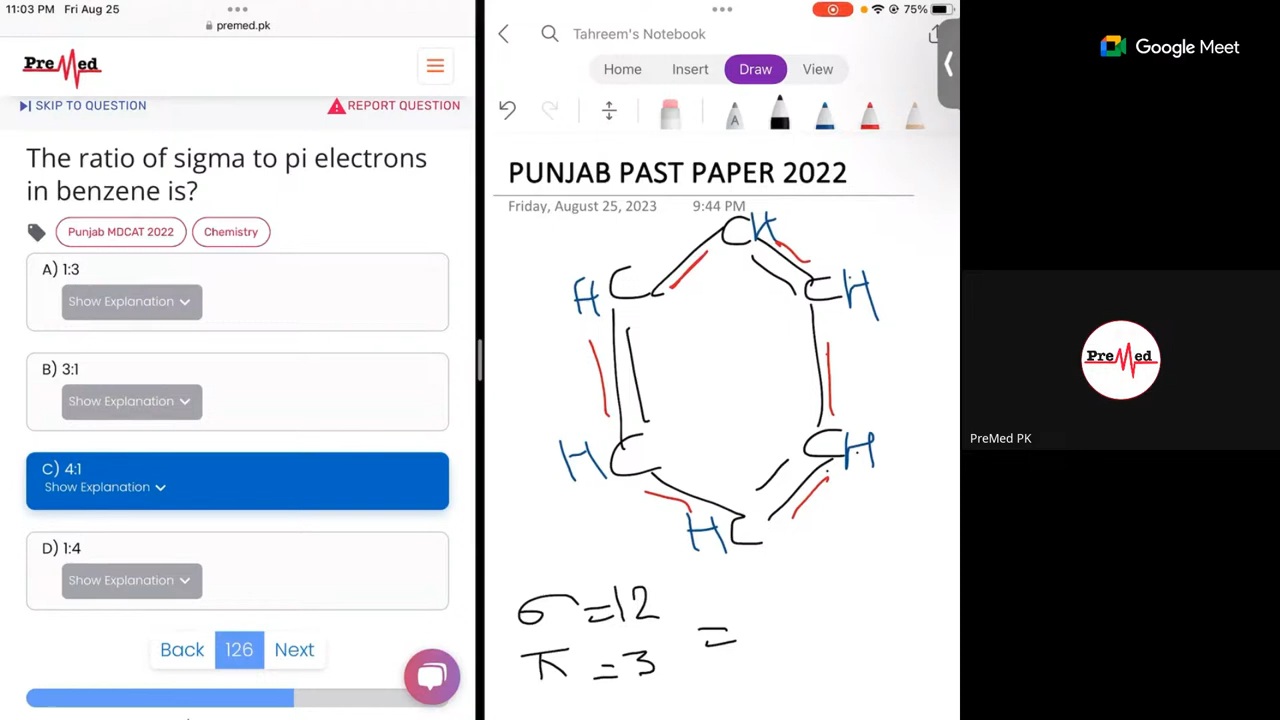 11:03 PM Fri Aug 25
premed.pk
PreMed
SKIP TO QUESTION
REPORT QUESTION
The ratio of sigma to pi electrons
in benzene is?
Punjab MDCAT 2022
Chemistry
A) 1:3
Show Explanation
B) 3:1
Show Explanation
C) 4:1
Show Explanation
D) 1:4
Show Explanation
Back 126 Next
75%
Tahreem's Notebook
Home Insert Draw View
A
PUNJAB PAST PAPER 2022
Friday, August 25, 2023 9:44 PM
CH
H C
CH
H C
CH
H C
σ = 12
π = 3
=
Google Meet
PreMed
PreMed PK